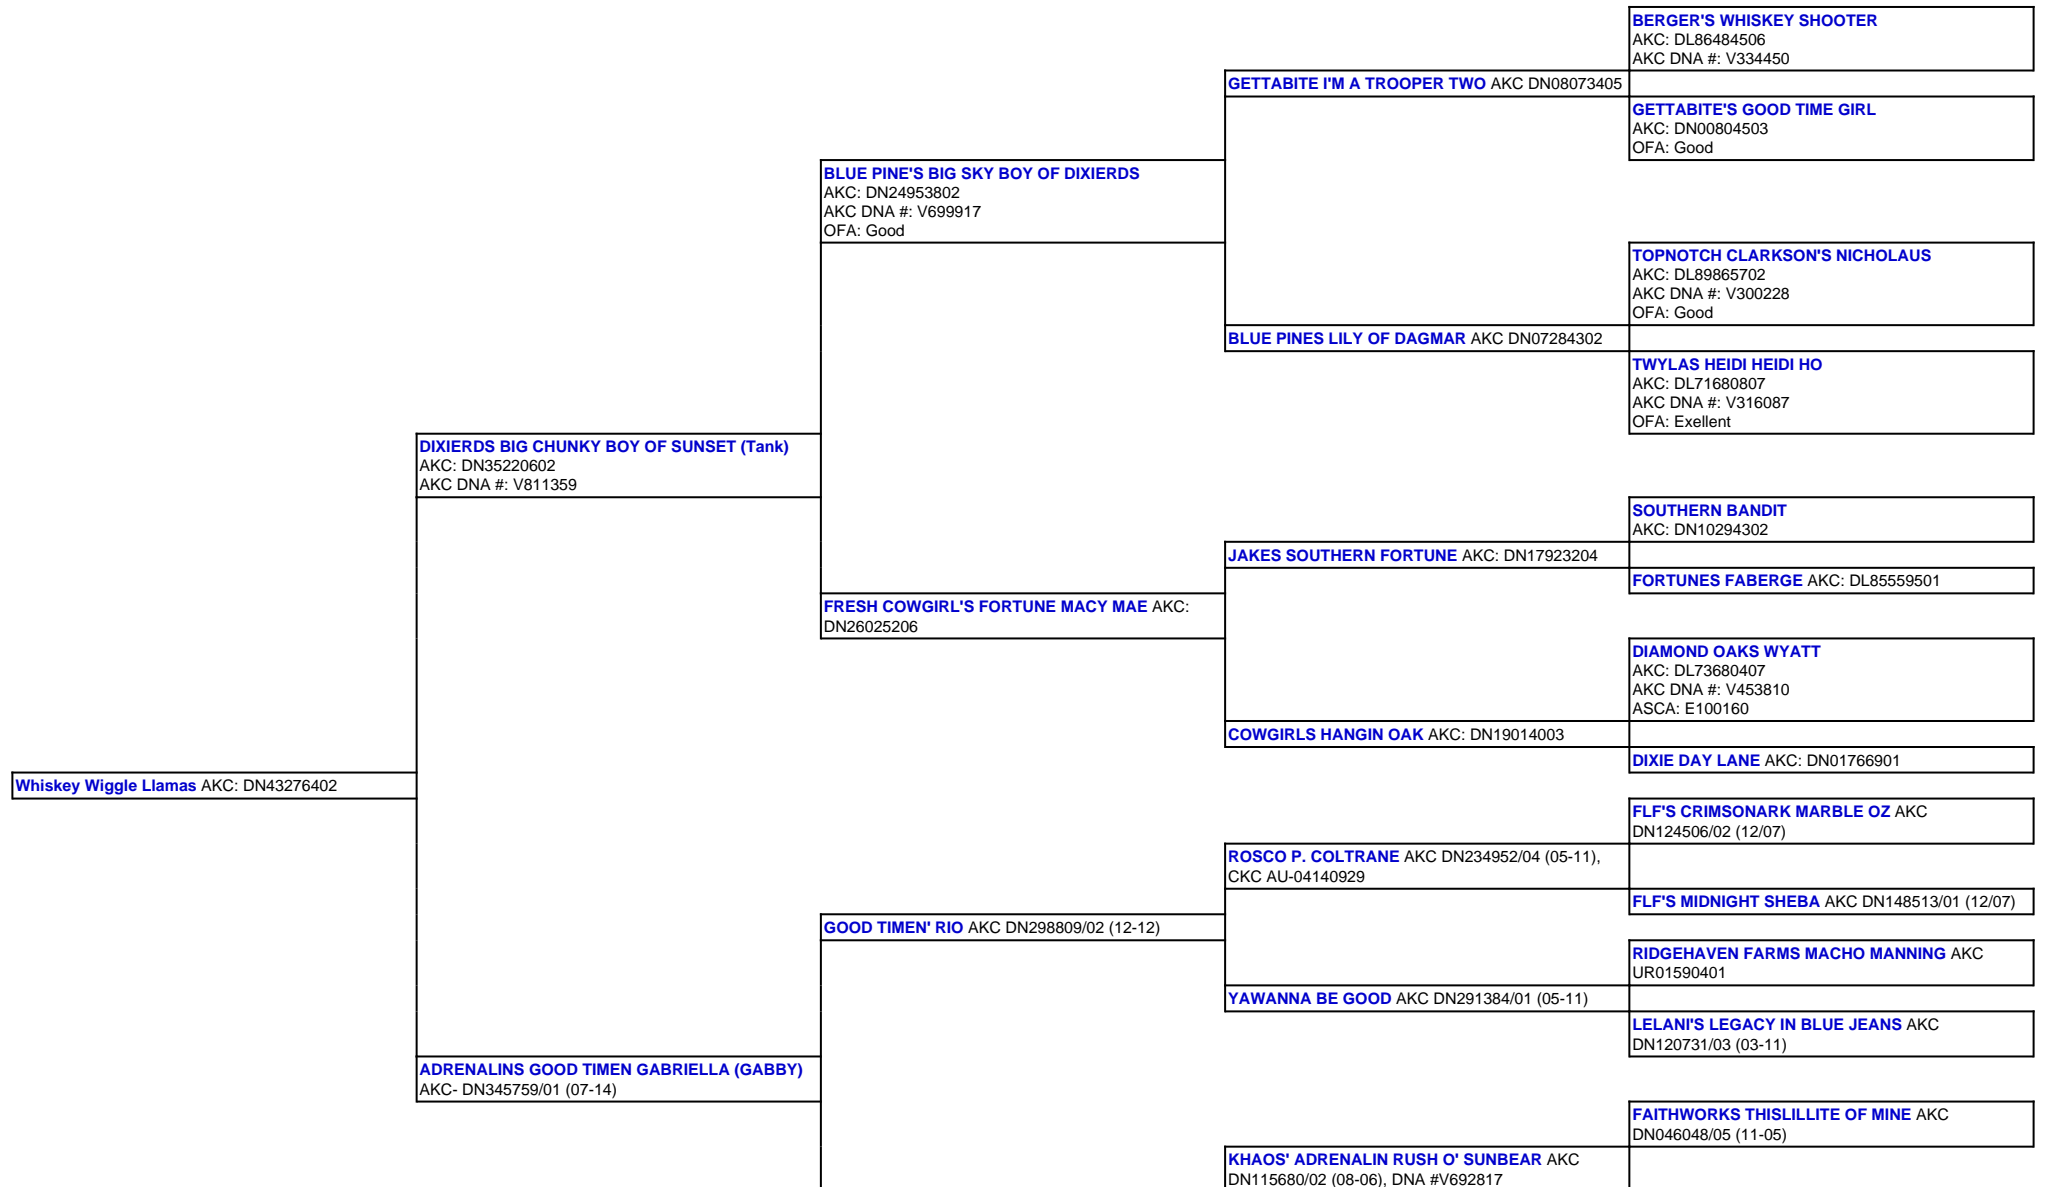 BERGER'S WHISKEY SHOOTER
AKC: DL86484506
AKC DNA #: V334450
GETTABITE I'M A TROOPER TWO AKC DN08073405
GETTABITE'S GOOD TIME GIRL
AKC: DN00804503
OFA: Good
BLUE PINE'S BIG SKY BOY OF DIXIERDS
AKC: DN24953802
AKC DNA #: V699917
OFA: Good
TOPNOTCH CLARKSON'S NICHOLAUS
AKC: DL89865702
AKC DNA #: V300228
OFA: Good
BLUE PINES LILY OF DAGMAR AKC DN07284302
TWYLAS HEIDI HEIDI HO
AKC: DL71680807
AKC DNA #: V316087
OFA: Exellent
DIXIERDS BIG CHUNKY BOY OF SUNSET (Tank)
AKC: DN35220602
AKC DNA #: V811359
SOUTHERN BANDIT
AKC: DN10294302
JAKES SOUTHERN FORTUNE AKC: DN17923204
FORTUNES FABERGE AKC: DL85559501
FRESH COWGIRL'S FORTUNE MACY MAE AKC:
DN26025206
DIAMOND OAKS WYATT
AKC: DL73680407
AKC DNA #: V453810
ASCA: E100160
COWGIRLS HANGIN OAK AKC: DN19014003
DIXIE DAY LANE AKC: DN01766901
Whiskey Wiggle Llamas AKC: DN43276402
FLF'S CRIMSONARK MARBLE OZ AKC
DN124506/02 (12/07)
ROSCO P. COLTRANE AKC DN234952/04 (05-11),
CKC AU-04140929
FLF'S MIDNIGHT SHEBA AKC DN148513/01 (12/07)
GOOD TIMEN' RIO AKC DN298809/02 (12-12)
RIDGEHAVEN FARMS MACHO MANNING AKC
UR01590401
YAWANNA BE GOOD AKC DN291384/01 (05-11)
LELANI'S LEGACY IN BLUE JEANS AKC
DN120731/03 (03-11)
ADRENALINS GOOD TIMEN GABRIELLA (GABBY)
AKC- DN345759/01 (07-14)
FAITHWORKS THISLILLITE OF MINE AKC
DN046048/05 (11-05)
KHAOS' ADRENALIN RUSH O' SUNBEAR AKC
DN115680/02 (08-06), DNA #V692817